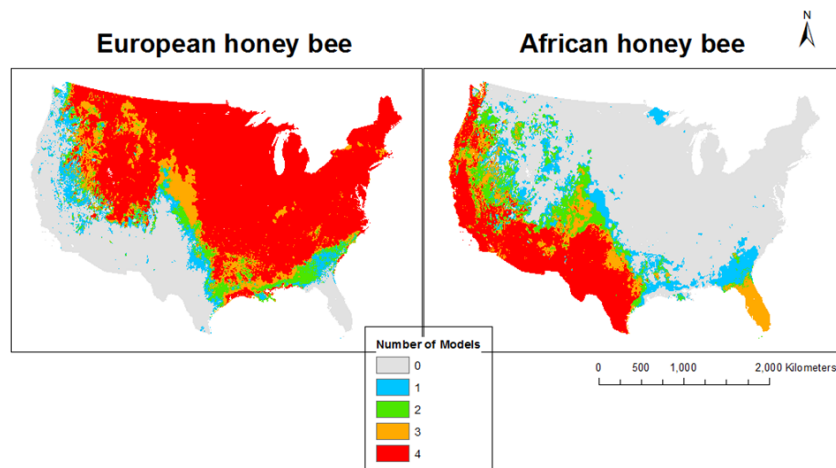 N
European honey bee
African honey bee
Number of Models
0
1
2
3
4
0 500 1,000 2,000 Kilometers